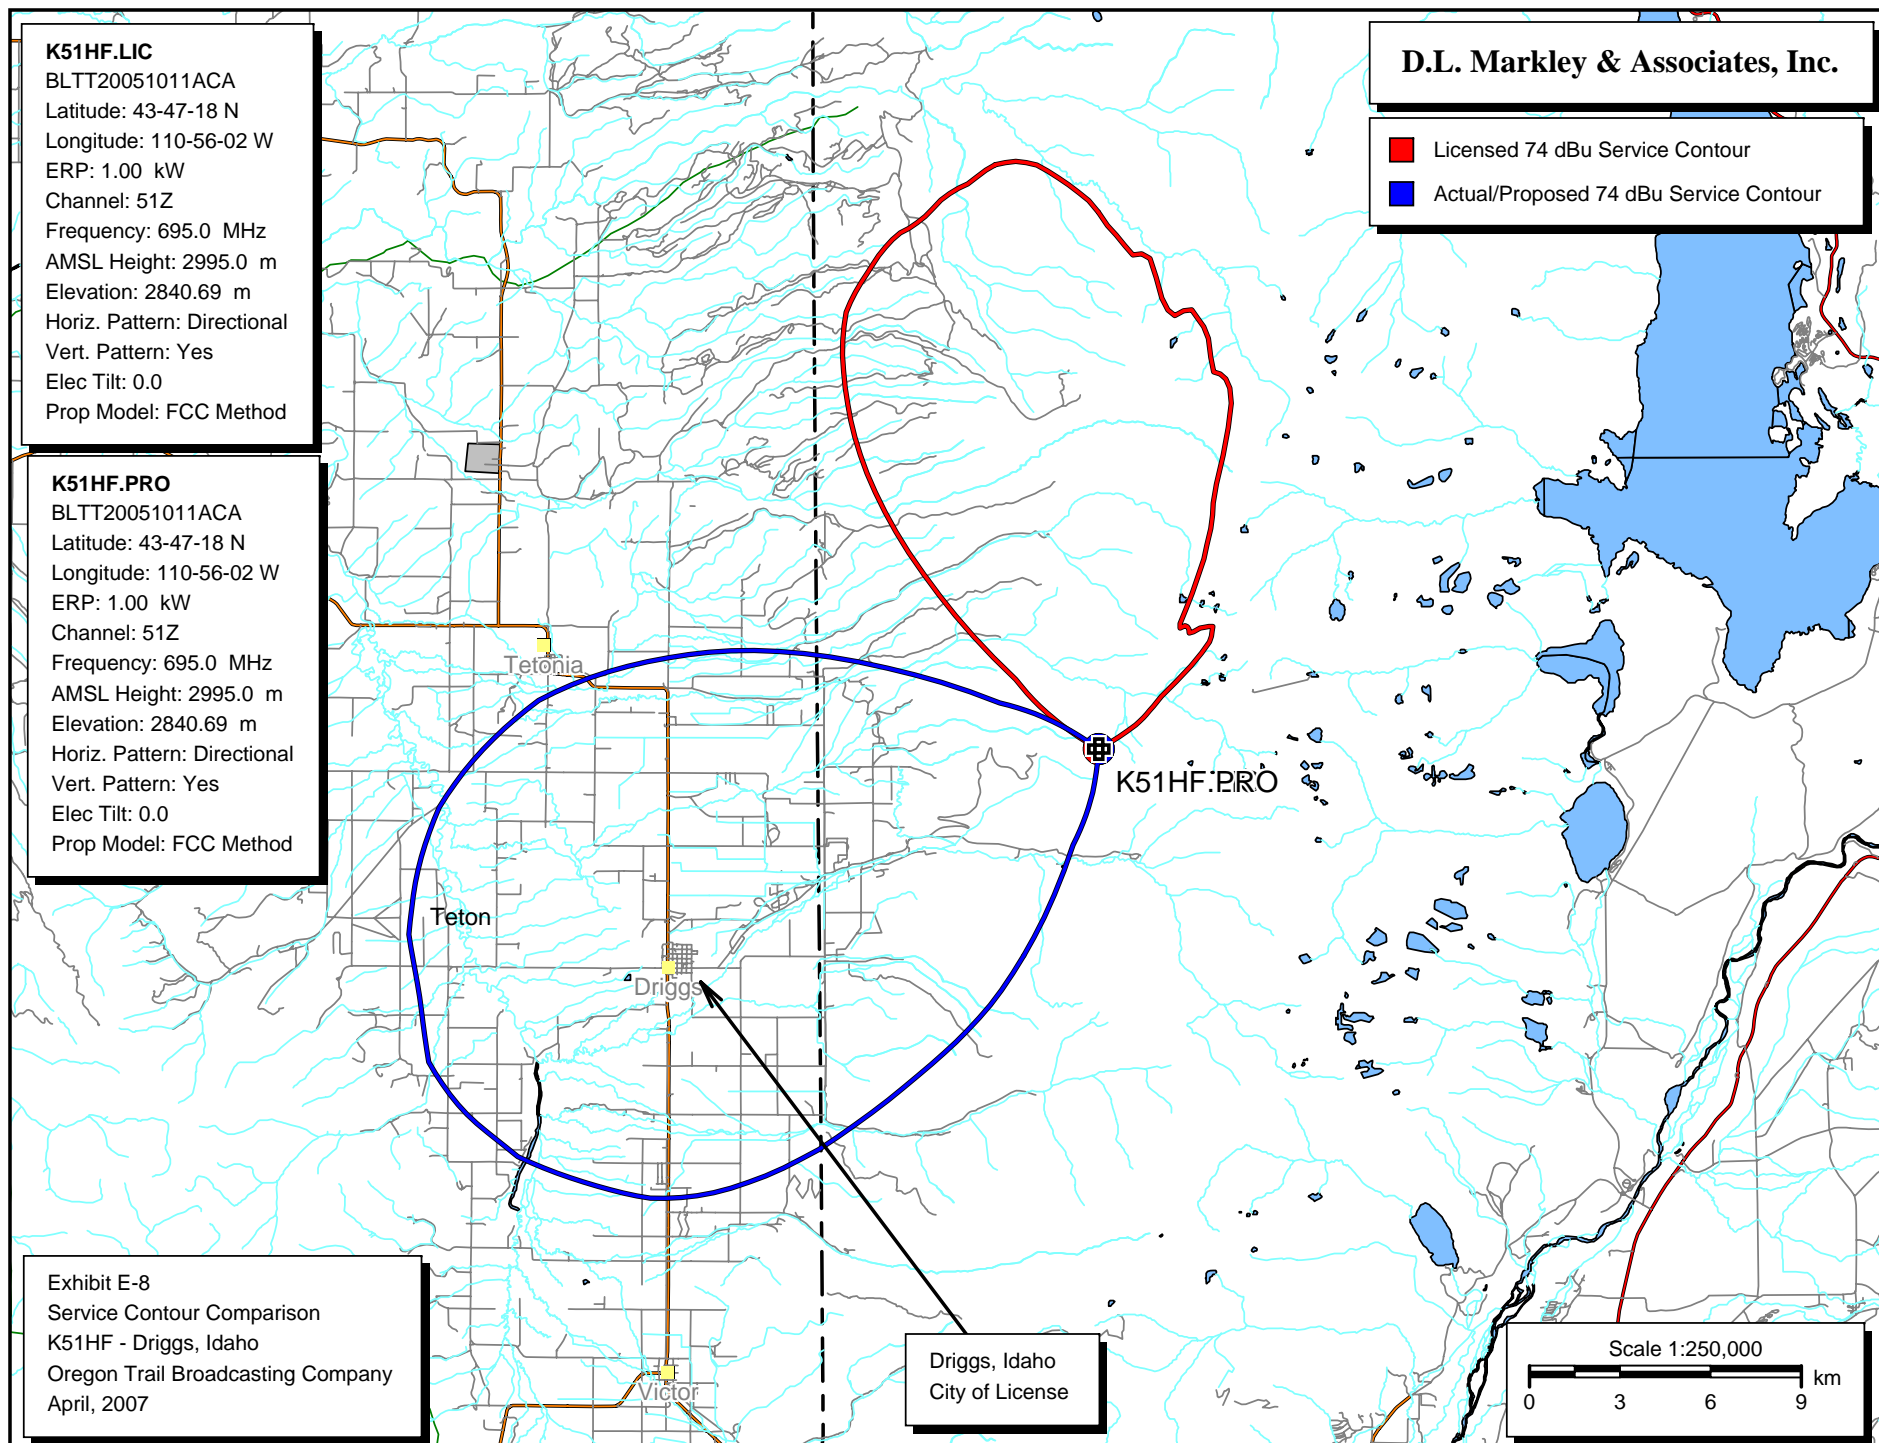 K51HF.LIC
BLTT20051011ACA
Latitude: 43-47-18 N
Longitude: 110-56-02 W
ERP: 1.00 kW
Channel: 51Z
Frequency: 695.0 MHz
AMSL Height: 2995.0 m
Elevation: 2840.69 m
Horiz. Pattern: Directional
Vert. Pattern: Yes
Elec Tilt: 0.0
Prop Model: FCC Method
K51HF.PRO
BLTT20051011ACA
Latitude: 43-47-18 N
Longitude: 110-56-02 W
ERP: 1.00 kW
Channel: 51Z
Frequency: 695.0 MHz
AMSL Height: 2995.0 m
Elevation: 2840.69 m
Horiz. Pattern: Directional
Vert. Pattern: Yes
Elec Tilt: 0.0
Prop Model: FCC Method
D.L. Markley & Associates, Inc.
Licensed 74 dBu Service Contour
Actual/Proposed 74 dBu Service Contour
Tetonia
K51HF.PRO
Teton
Driggs
Victor
Exhibit E-8
Service Contour Comparison
K51HF - Driggs, Idaho
Oregon Trail Broadcasting Company
April, 2007
Driggs, Idaho
City of License
Scale 1:250,000
km
0 3 6 9